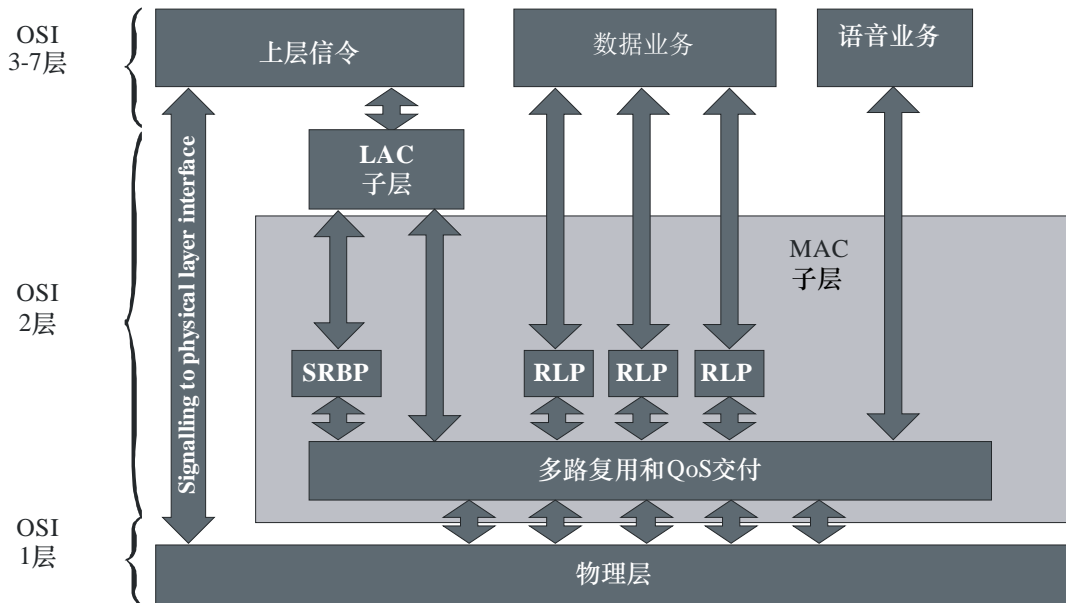 OSI
3-7层
上层信令
数据业务
语音业务
LAC
子层
Signalling to physical layer interface
MAC
子层
OSI
2层
SRBP
RLP
RLP
RLP
多路复用和QoS交付
OSI
1层
物理层